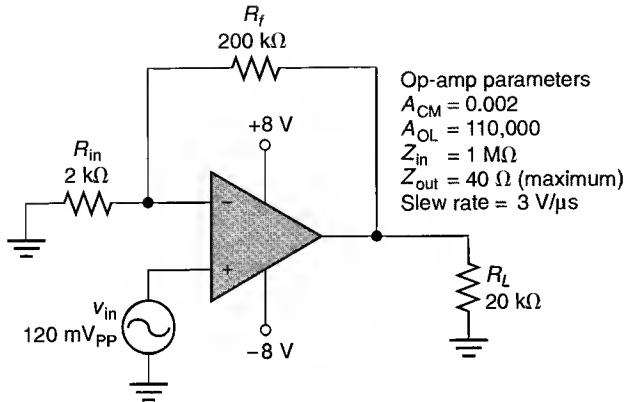 R_f
200 kΩ
Op-amp parameters
A_CM = 0.002
A_OL = 110,000
Z_in = 1 MΩ
Z_out = 40 Ω (maximum)
Slew rate = 3 V/µs
+8 V
R_in
2 kΩ
−
+
v_in
120 mV_PP
−8 V
R_L
20 kΩ